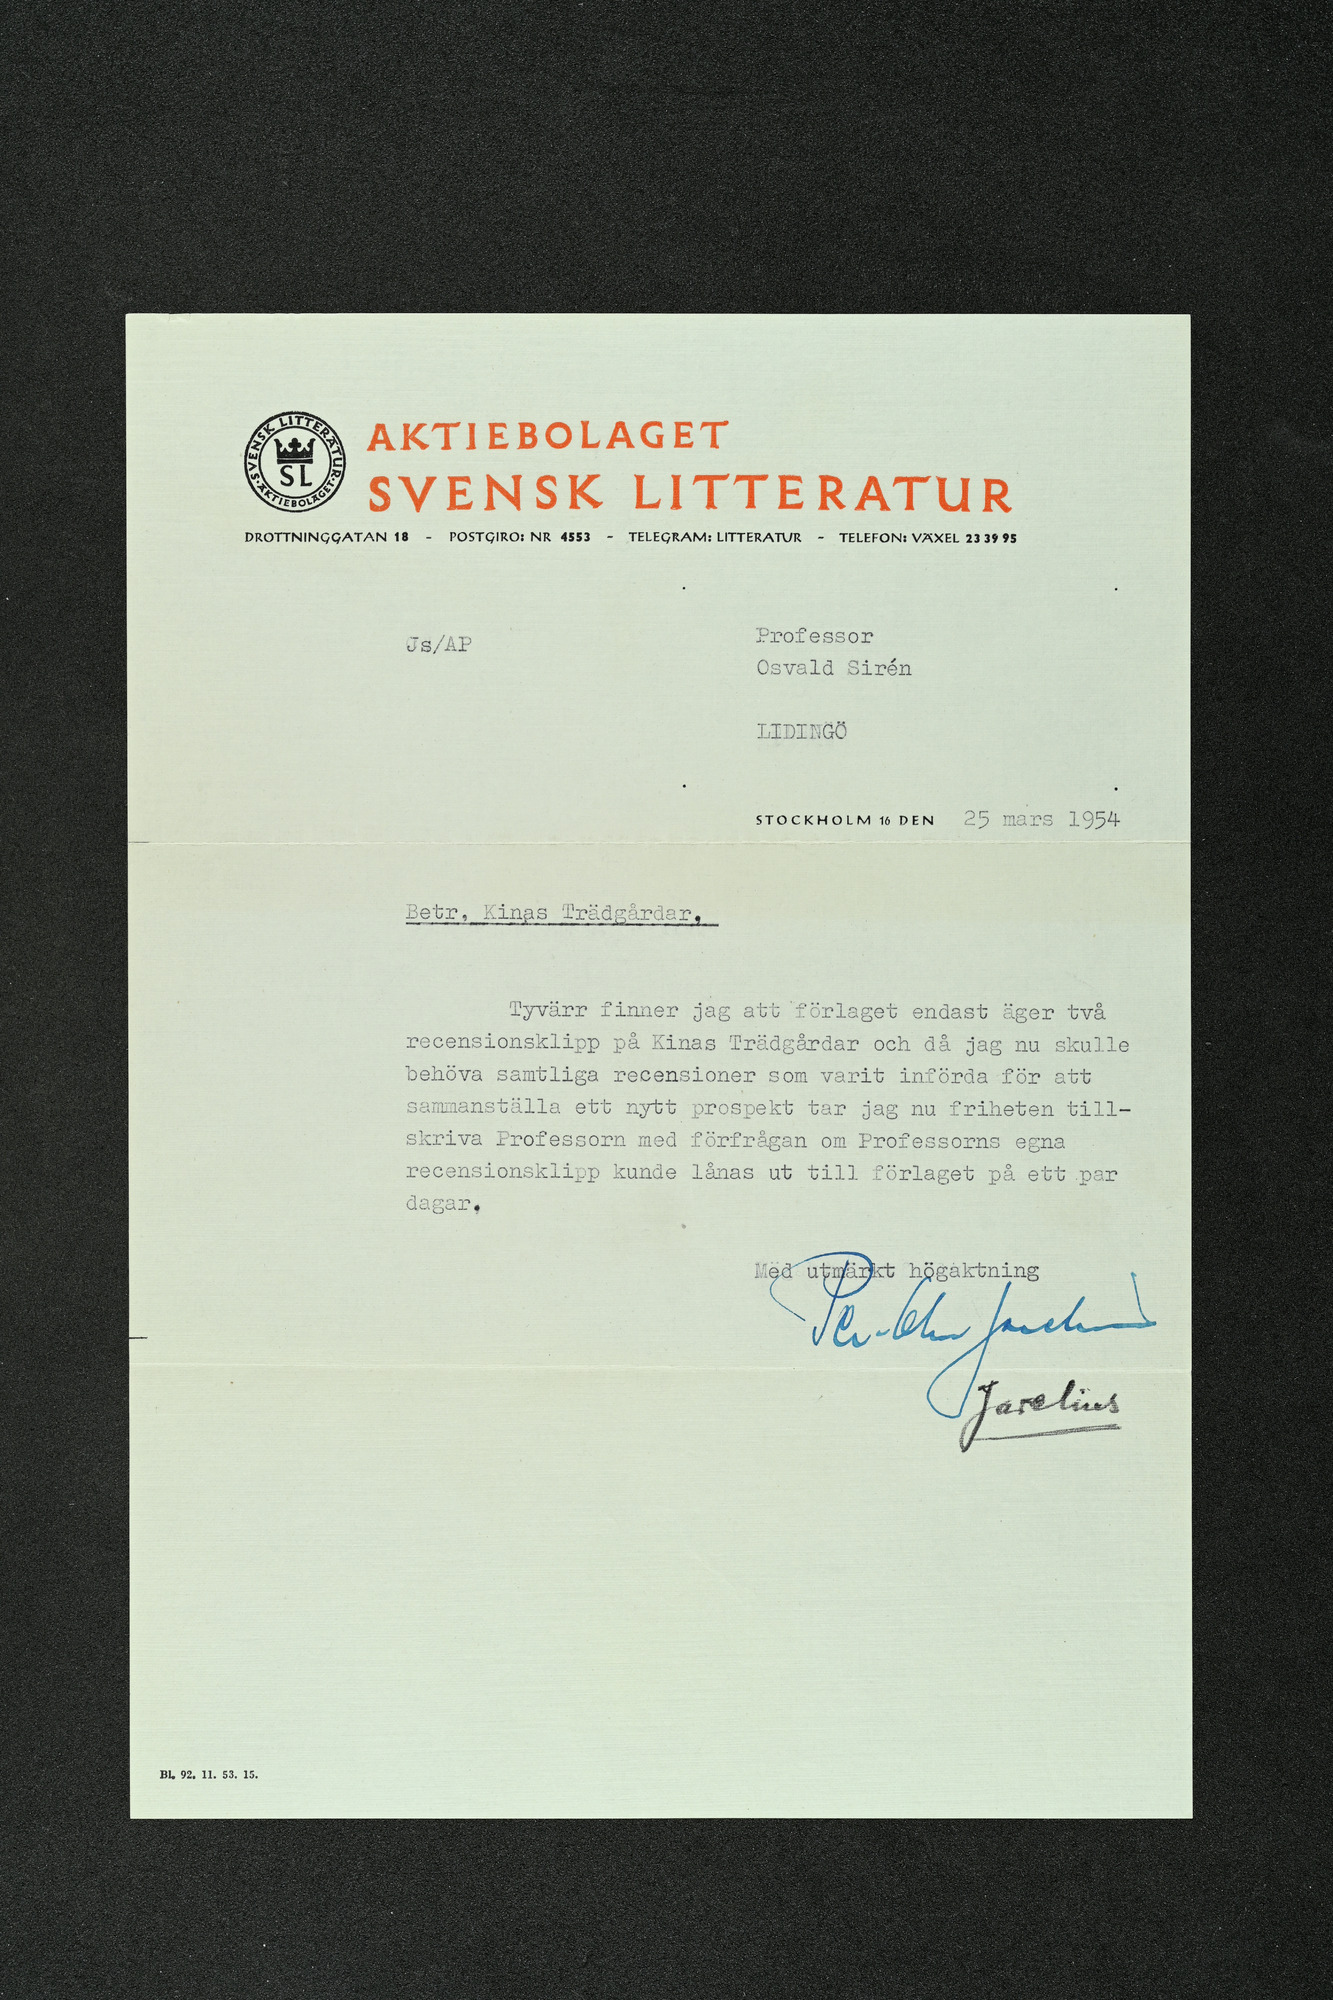 SVENSK LITTERATUR
SL
AKTIEBOLAGET
AKTIEBOLAGET
SVENSK LITTERATUR
DROTTNINGGATAN 18 - POSTGIRO: NR 4553 - TELEGRAM: LITTERATUR - TELEFON: VÄXEL 23 39 95
Js/AP
Professor
Osvald Sirén
LIDINGÖ
STOCKHOLM 16 DEN 25 mars 1954
Betr, Kinas Trädgårdar.
Tyvärr finner jag att förlaget endast äger två
recensionsklipp på Kinas Trädgårdar och då jag nu skulle
behöva samtliga recensioner som varit införda för att
sammanställa ett nytt prospekt tar jag nu friheten till-
skriva Professorn med förfrågan om Professorns egna
recensionsklipp kunde lånas ut till förlaget på ett par
dagar.
Med utmärkt högaktning
Jarelius
Bl. 92. 11. 53. 15.